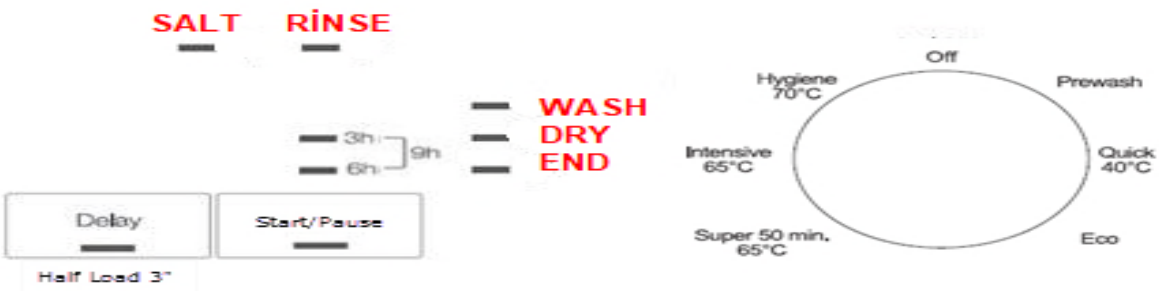 SALT RİNSE
WASH
DRY
END
3h
6h
9h
Delay
Start/Pause
Half Load 3"
Off
Prewash
Quick
40°C
Eco
Super 50 min.
65°C
Intensive
65°C
Hygiene
70°C